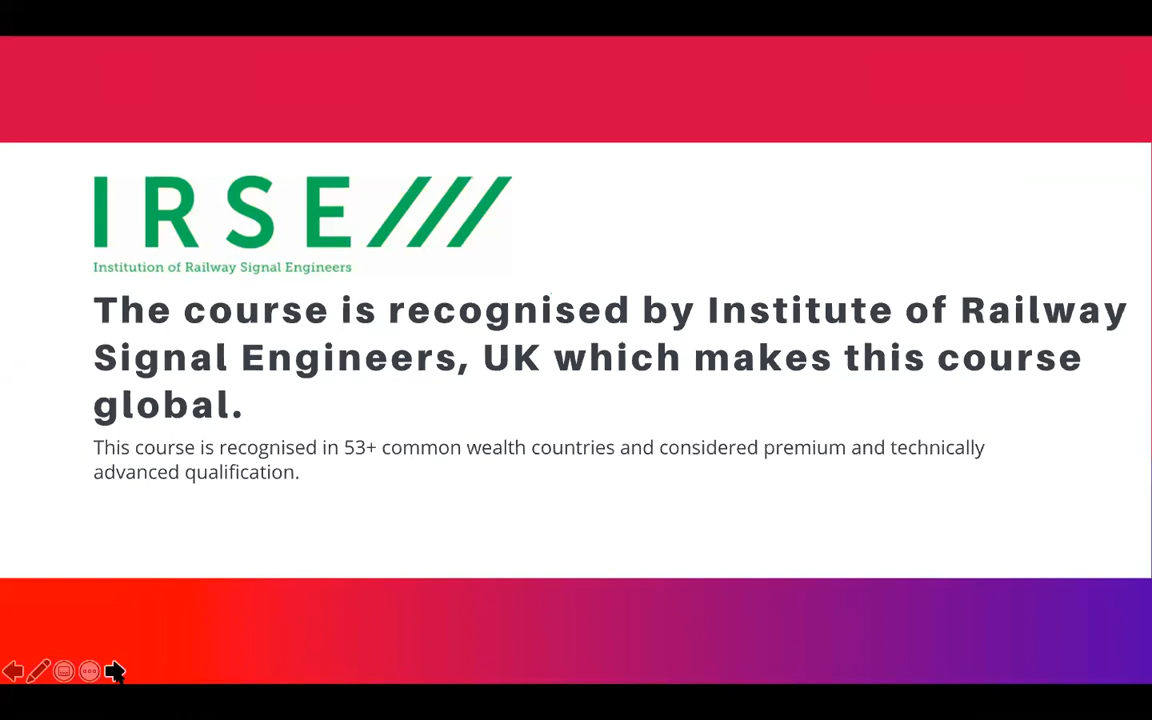 IRSE
Institution of Railway Signal Engineers
The course is recognised by Institute of Railway
Signal Engineers, UK which makes this course
global.
This course is recognised in 53+ common wealth countries and considered premium and technically
advanced qualification.